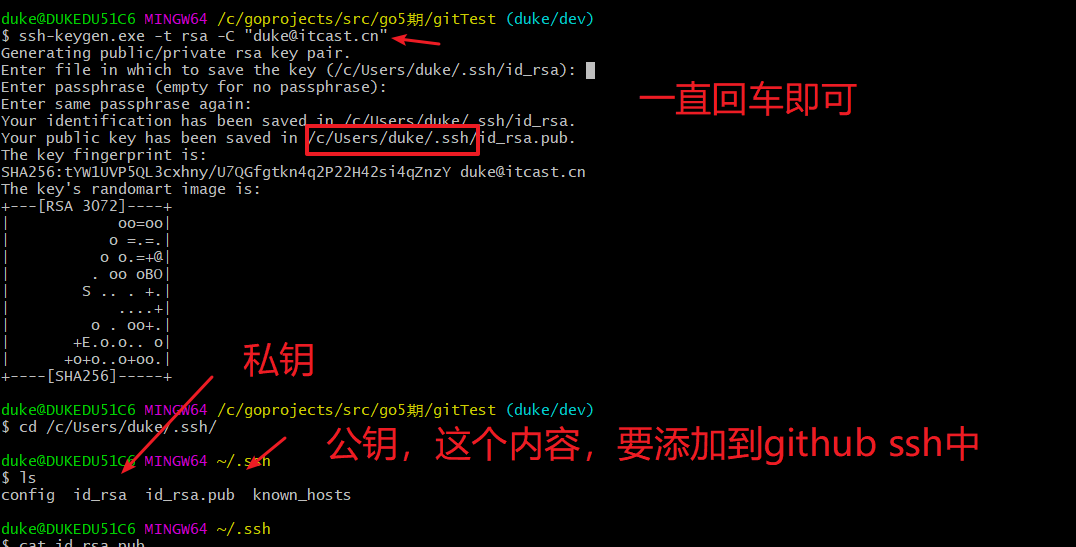 duke@DUKEDU51C6 MINGW64 /c/goprojects/src/go5期/gitTest (duke/dev)
$ ssh-keygen.exe -t rsa -C "duke@itcast.cn"
Generating public/private rsa key pair.
Enter file in which to save the key (/c/Users/duke/.ssh/id_rsa):
一直回车即可
Enter passphrase (empty for no passphrase):
Enter same passphrase again:
Your identification has been saved in /c/Users/duke/.ssh/id_rsa.
Your public key has been saved in /c/Users/duke/.ssh/id_rsa.pub.
The key fingerprint is:
SHA256:tYW1UVP5QL3cxhny/U7QGfgtkn4q2P22H42si4qZnzY duke@itcast.cn
The key's randomart image is:
+---[RSA 3072]----+
|            oo=oo|
|           o =.=.|
|          o o.=+@|
|         . oo oBO|
|        S .. . +.|
|            ....+|
|         o . oo+.|
|       +E.o.o.. o|
|      +o+o..o+oo.|
+----[SHA256]-----+
私钥
duke@DUKEDU51C6 MINGW64 /c/goprojects/src/go5期/gitTest (duke/dev)
$ cd /c/Users/duke/.ssh/
公钥，这个内容，要添加到github ssh中
duke@DUKEDU51C6 MINGW64 ~/.ssh
$ ls
config  id_rsa  id_rsa.pub  known_hosts
duke@DUKEDU51C6 MINGW64 ~/.ssh
$ cat id_rsa.pub